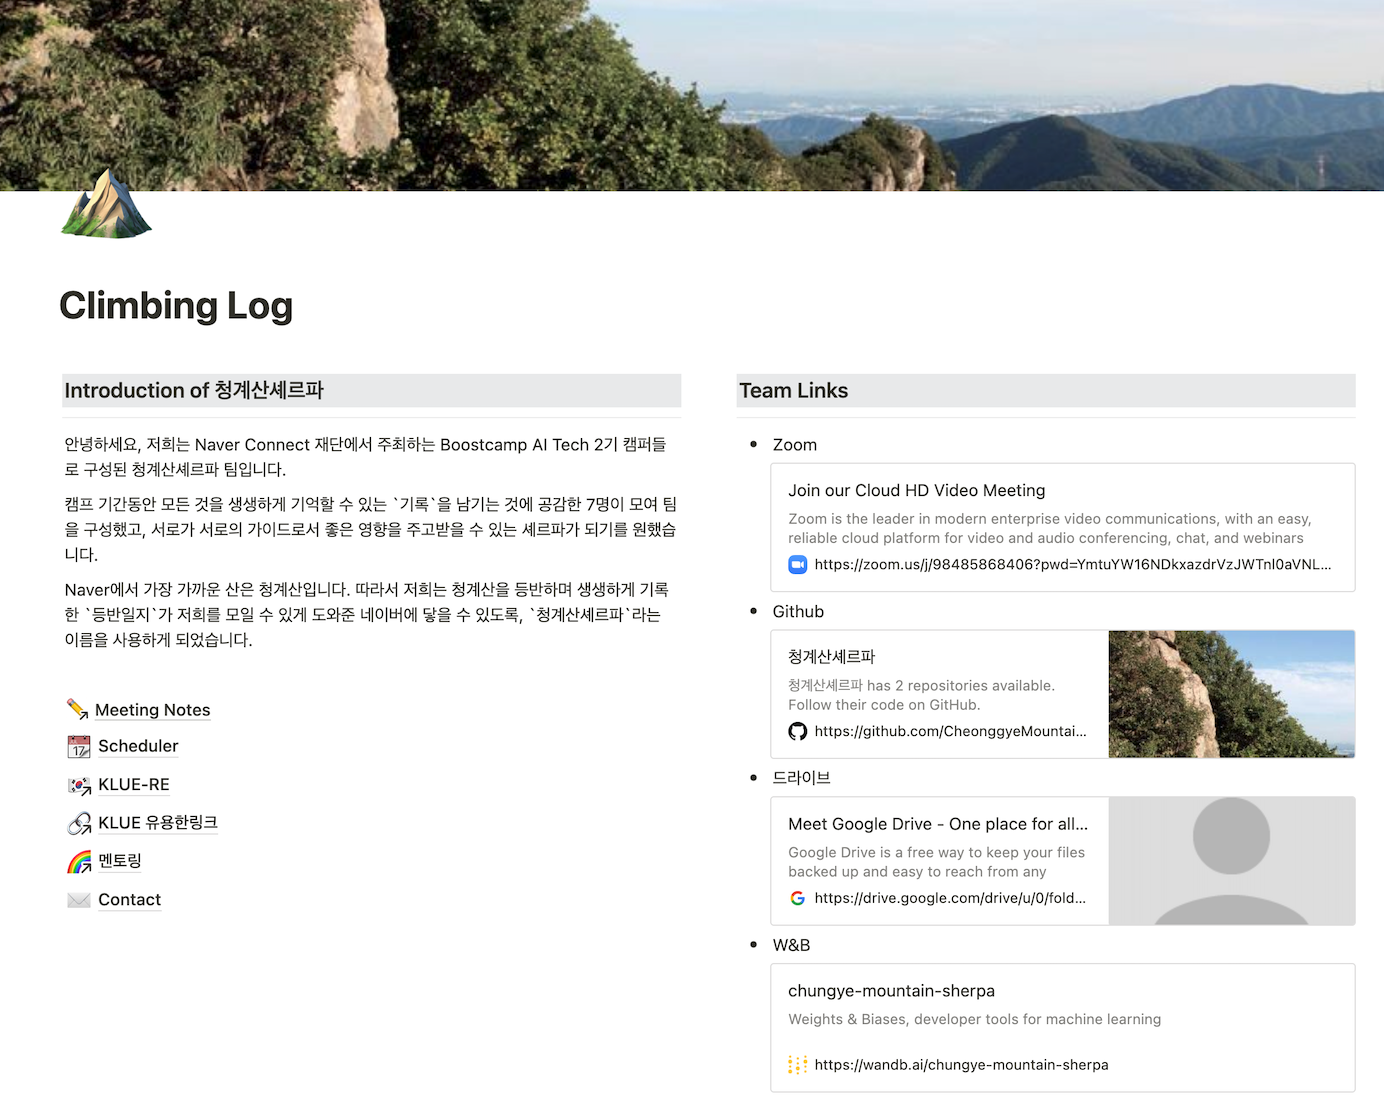 Climbing Log
Introduction of 청계산셰르파
안녕하세요, 저희는 Naver Connect 재단에서 주최하는 Boostcamp AI Tech 2기 캠퍼들
로 구성된 청계산셰르파 팀입니다.
캠프 기간동안 모든 것을 생생하게 기억할 수 있는 `기록`을 남기는 것에 공감한 7명이 모여 팀
을 구성했고, 서로가 서로의 가이드로서 좋은 영향을 주고받을 수 있는 셰르파가 되기를 원했습
니다.
Naver에서 가장 가까운 산은 청계산입니다. 따라서 저희는 청계산을 등반하며 생생하게 기록
한 `등반일지`가 저희를 모일 수 있게 도와준 네이버에 닿을 수 있도록, `청계산셰르파`라는
이름을 사용하게 되었습니다.
Meeting Notes
17
Scheduler
KLUE-RE
KLUE 유용한링크
멘토링
Contact
Team Links
• Zoom
Join our Cloud HD Video Meeting
Zoom is the leader in modern enterprise video communications, with an easy,
reliable cloud platform for video and audio conferencing, chat, and webinars
https://zoom.us/j/98485868406?pwd=YmtuYW16NDkxazdrVzJWTnl0aVNL...
• Github
청계산셰르파
청계산셰르파 has 2 repositories available.
Follow their code on GitHub.
https://github.com/CheonggyeMountai...
• 드라이브
Meet Google Drive - One place for all...
Google Drive is a free way to keep your files
backed up and easy to reach from any
https://drive.google.com/drive/u/0/fold...
• W&B
chungye-mountain-sherpa
Weights & Biases, developer tools for machine learning
https://wandb.ai/chungye-mountain-sherpa